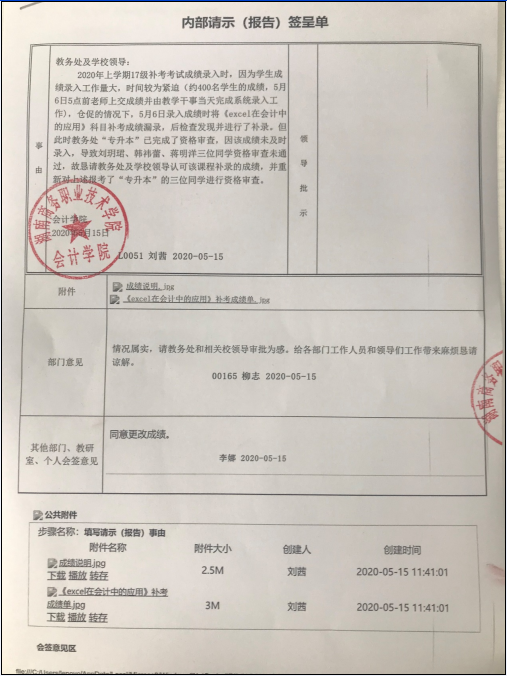 内部请示（报告）签呈单
事由
教务处及学校领导：
2020年上学期17级补考考试成绩录入时，因为学生成
绩录入工作量大，时间较为紧迫（约400名学生的成绩，5月
6日5点前老师上交成绩并由教学干事当天完成系统录入工
作），仓促的情况下，5月6日录入成绩时将《excel在会计中
的应用》科目补考成绩漏录，后检查发现并进行了补录。但
此时教务处“专升本”已完成了资格审查，因该成绩未及时
录入，导致刘玥珺、韩祎蕾、蒋明洋三位同学资格审查未通
过，故恳请教务处及学校领导认可该课程补录的成绩，并重
新对上述报考了“专升本”的三位同学进行资格审查。
会计学院
2020年5月15日
湖南商务职业技术学院
会计学院
L0051 刘茜 2020-05-15
领导批示
附件
成绩说明.jpg
《excel在会计中的应用》补考成绩单.jpg
部门意见
情况属实，请教务处和相关校领导审批为感。给各部门工作人员和领导们工作带来麻烦恳请
谅解。
00165 柳志 2020-05-15
其他部门、教研
室、个人会签意见
同意更改成绩。
李娜 2020-05-15
公共附件
步骤名称：填写请示（报告）事由
附件名称 附件大小 创建人 创建时间
成绩说明.jpg
下载 播放 转存
2.5M 刘茜 2020-05-15 11:41:01
《excel在会计中的应用》补考
成绩单.jpg
下载 播放 转存
3M 刘茜 2020-05-15 11:41:01
会签意见区